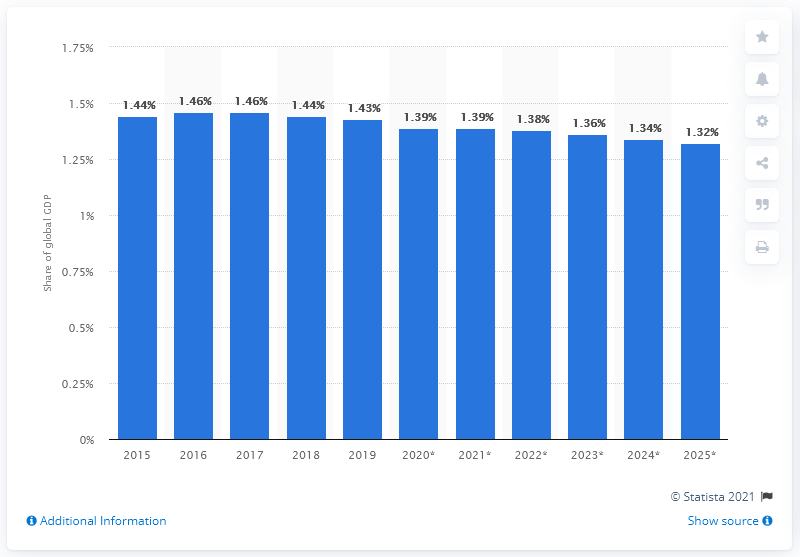 1.75%
1.5%
1.25%
1%
0.75%
0.5%
0.25%
0%
Share of global GDP
1.44% 1.46% 1.46% 1.44% 1.43% 1.39% 1.39% 1.38% 1.36% 1.34% 1.32%
2015 2016 2017 2018 2019 2020* 2021* 2022* 2023* 2024* 2025*
© Statista 2021
Additional Information Show source